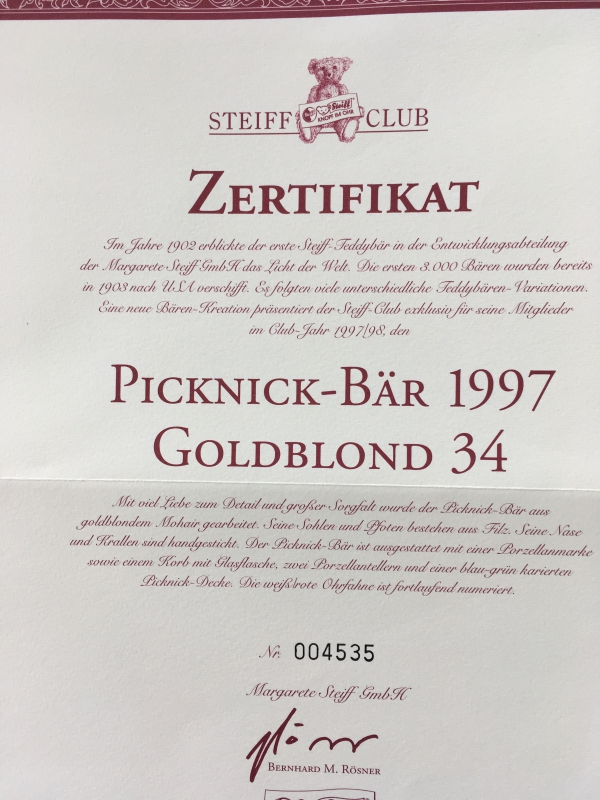 STEIFF CLUB
Steiff
KNOPF IM OHR
ZERTIFIKAT
Im Jahre 1902 erblickte der erste Steiff-Teddybär in der Entwicklungsabteilung
der Margarete Steiff GmbH das Licht der Welt. Die ersten 3.000 Bären wurden bereits
in 1903 nach USA verschifft. Es folgten viele unterschiedliche Teddybären-Variationen.
Eine neue Bären-Kreation präsentiert der Steiff-Club exklusiv für seine Mitglieder
im Club-Jahr 1997/98, den
PICKNICK-BÄR 1997
GOLDBLOND 34
Mit viel Liebe zum Detail und großer Sorgfalt wurde der Picknick-Bär aus
goldblondem Mohair gearbeitet. Seine Sohlen und Pfoten bestehen aus Filz. Seine Nase
und Krallen sind handgestickt. Der Picknick-Bär ist ausgestattet mit einer Porzellanmarke
sowie einem Korb mit Glasflasche, zwei Porzellantellern und einer blau-grün karierten
Picknick-Decke. Die weiß/rote Ohrfahne ist fortlaufend numeriert.
Nr. 004535
Margarete Steiff GmbH
BERNHARD M. RÖSNER